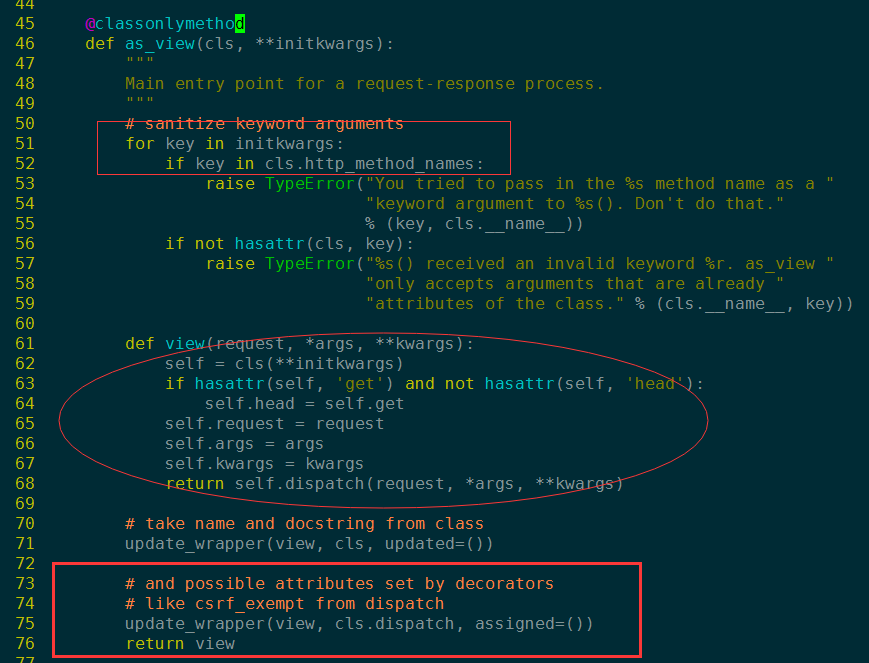 44
45     @classonlymethod
46     def as_view(cls, **initkwargs):
47         """
48         Main entry point for a request-response process.
49         """
50         # sanitize keyword arguments
51         for key in initkwargs:
52             if key in cls.http_method_names:
53                 raise TypeError("You tried to pass in the %s method name as a "
54                                 "keyword argument to %s(). Don't do that."
55                                 % (key, cls.__name__))
56             if not hasattr(cls, key):
57                 raise TypeError("%s() received an invalid keyword %r. as_view "
58                                 "only accepts arguments that are already "
59                                 "attributes of the class." % (cls.__name__, key))
60
61         def view(request, *args, **kwargs):
62             self = cls(**initkwargs)
63             if hasattr(self, 'get') and not hasattr(self, 'head'):
64                 self.head = self.get
65             self.request = request
66             self.args = args
67             self.kwargs = kwargs
68             return self.dispatch(request, *args, **kwargs)
69
70         # take name and docstring from class
71         update_wrapper(view, cls, updated=())
72
73         # and possible attributes set by decorators
74         # like csrf_exempt from dispatch
75         update_wrapper(view, cls.dispatch, assigned=())
76         return view
77